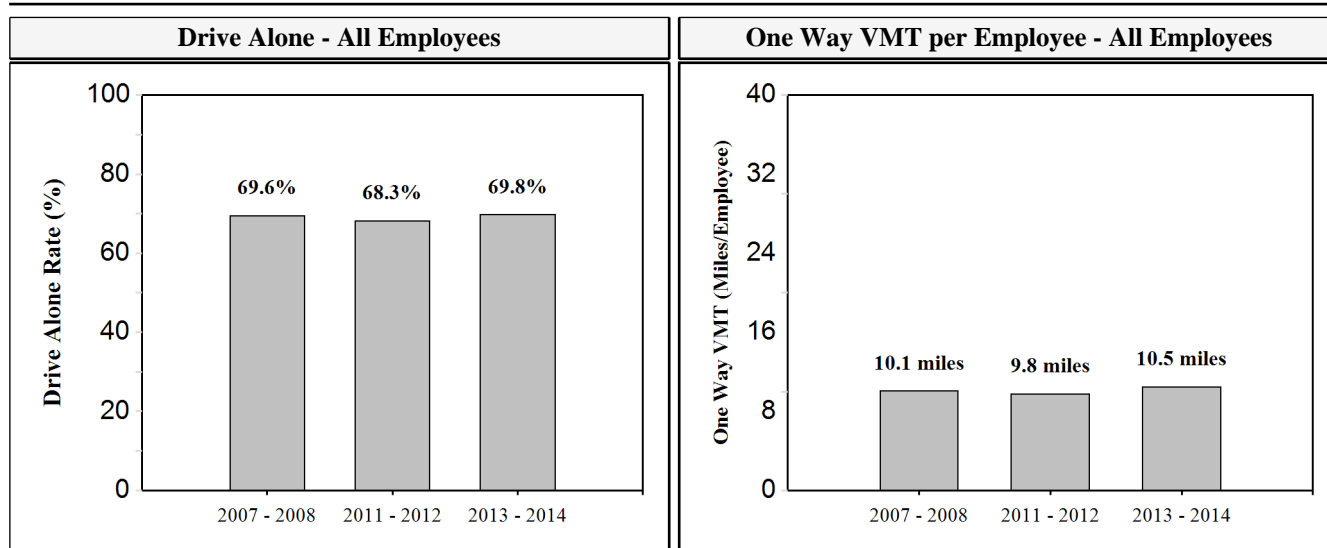 Drive Alone - All Employees
One Way VMT per Employee - All Employees
Drive Alone Rate (%)
100
80
60
40
20
0
69.6%
68.3%
69.8%
2007 - 2008
2011 - 2012
2013 - 2014
One Way VMT (Miles/Employee)
40
32
24
16
8
0
10.1 miles
9.8 miles
10.5 miles
2007 - 2008
2011 - 2012
2013 - 2014